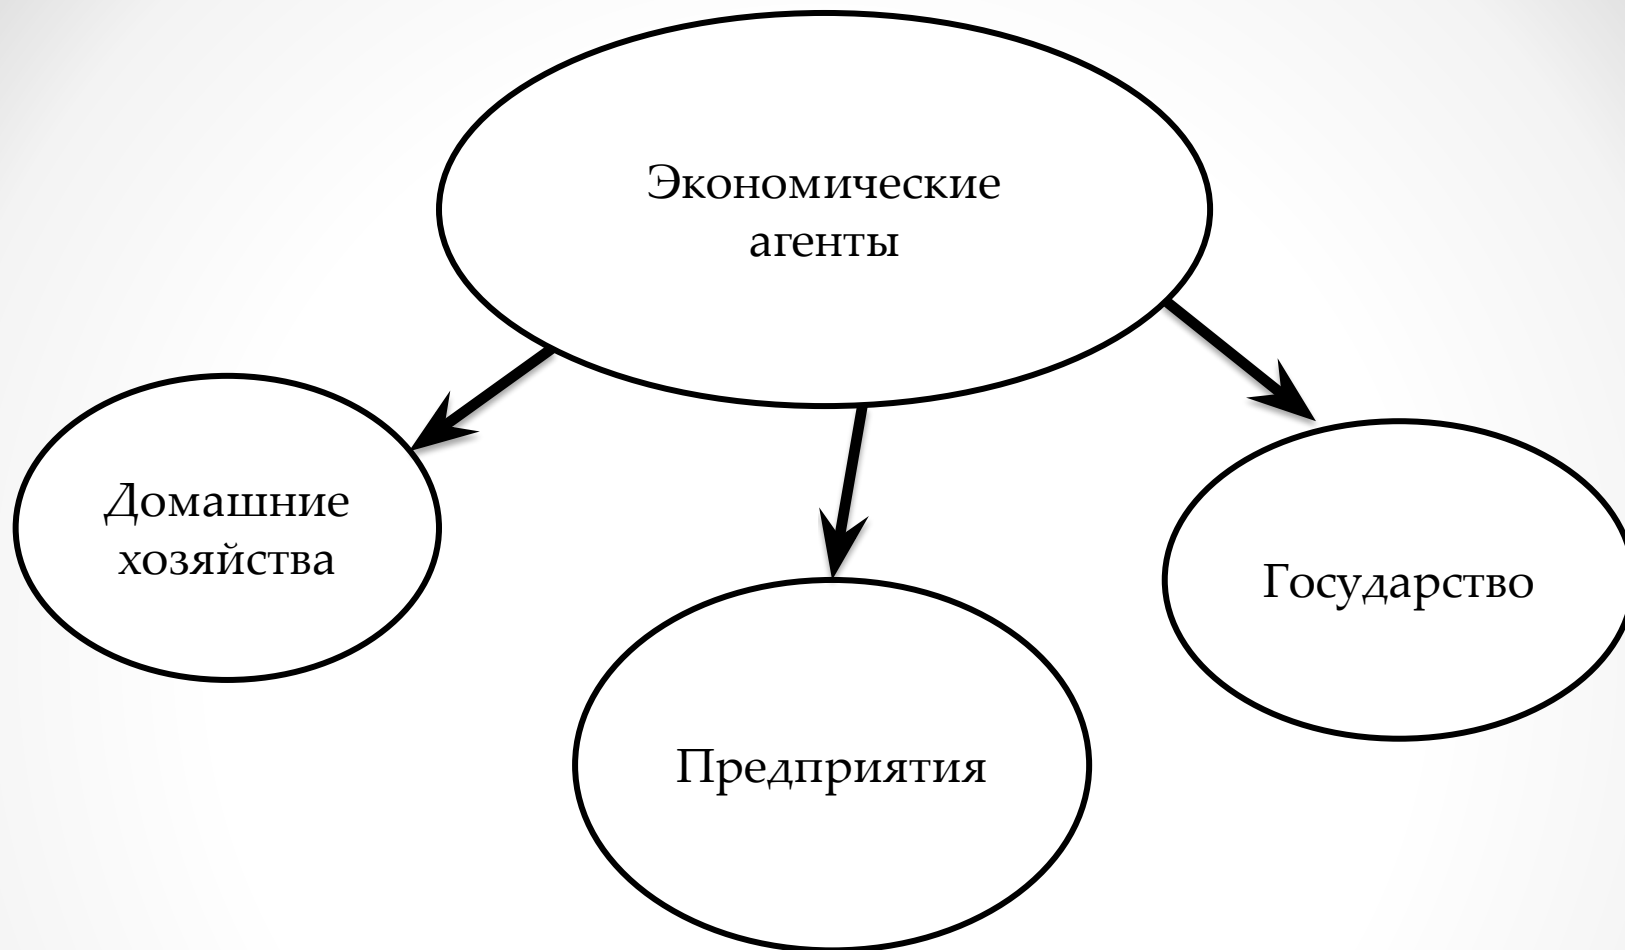 Экономические
агенты
Домашние
хозяйства
Государство
Предприятия